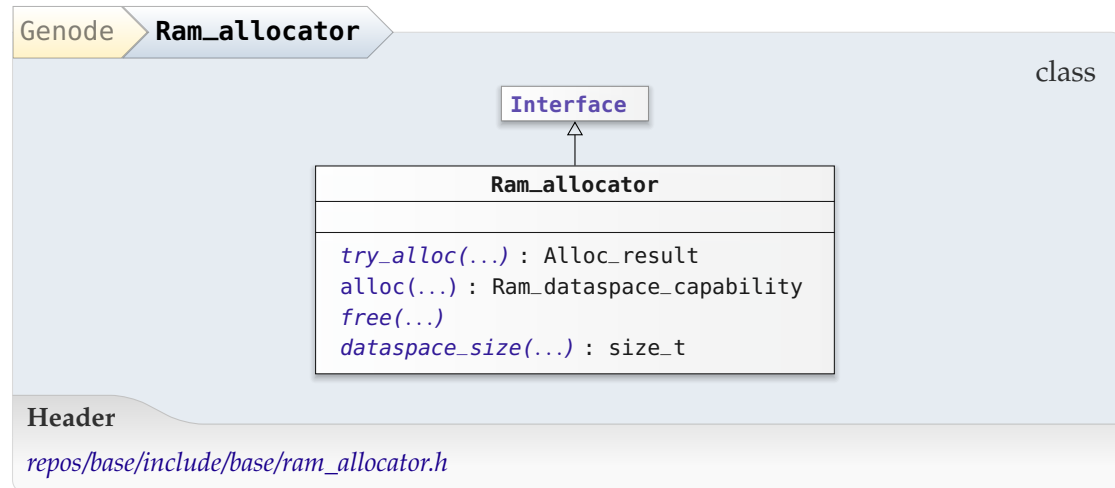 Genode Ram_allocator
class
Interface
Ram_allocator
try_alloc(...) : Alloc_result
alloc(...) : Ram_dataspace_capability
free(...)
dataspace_size(...) : size_t
Header
repos/base/include/base/ram_allocator.h